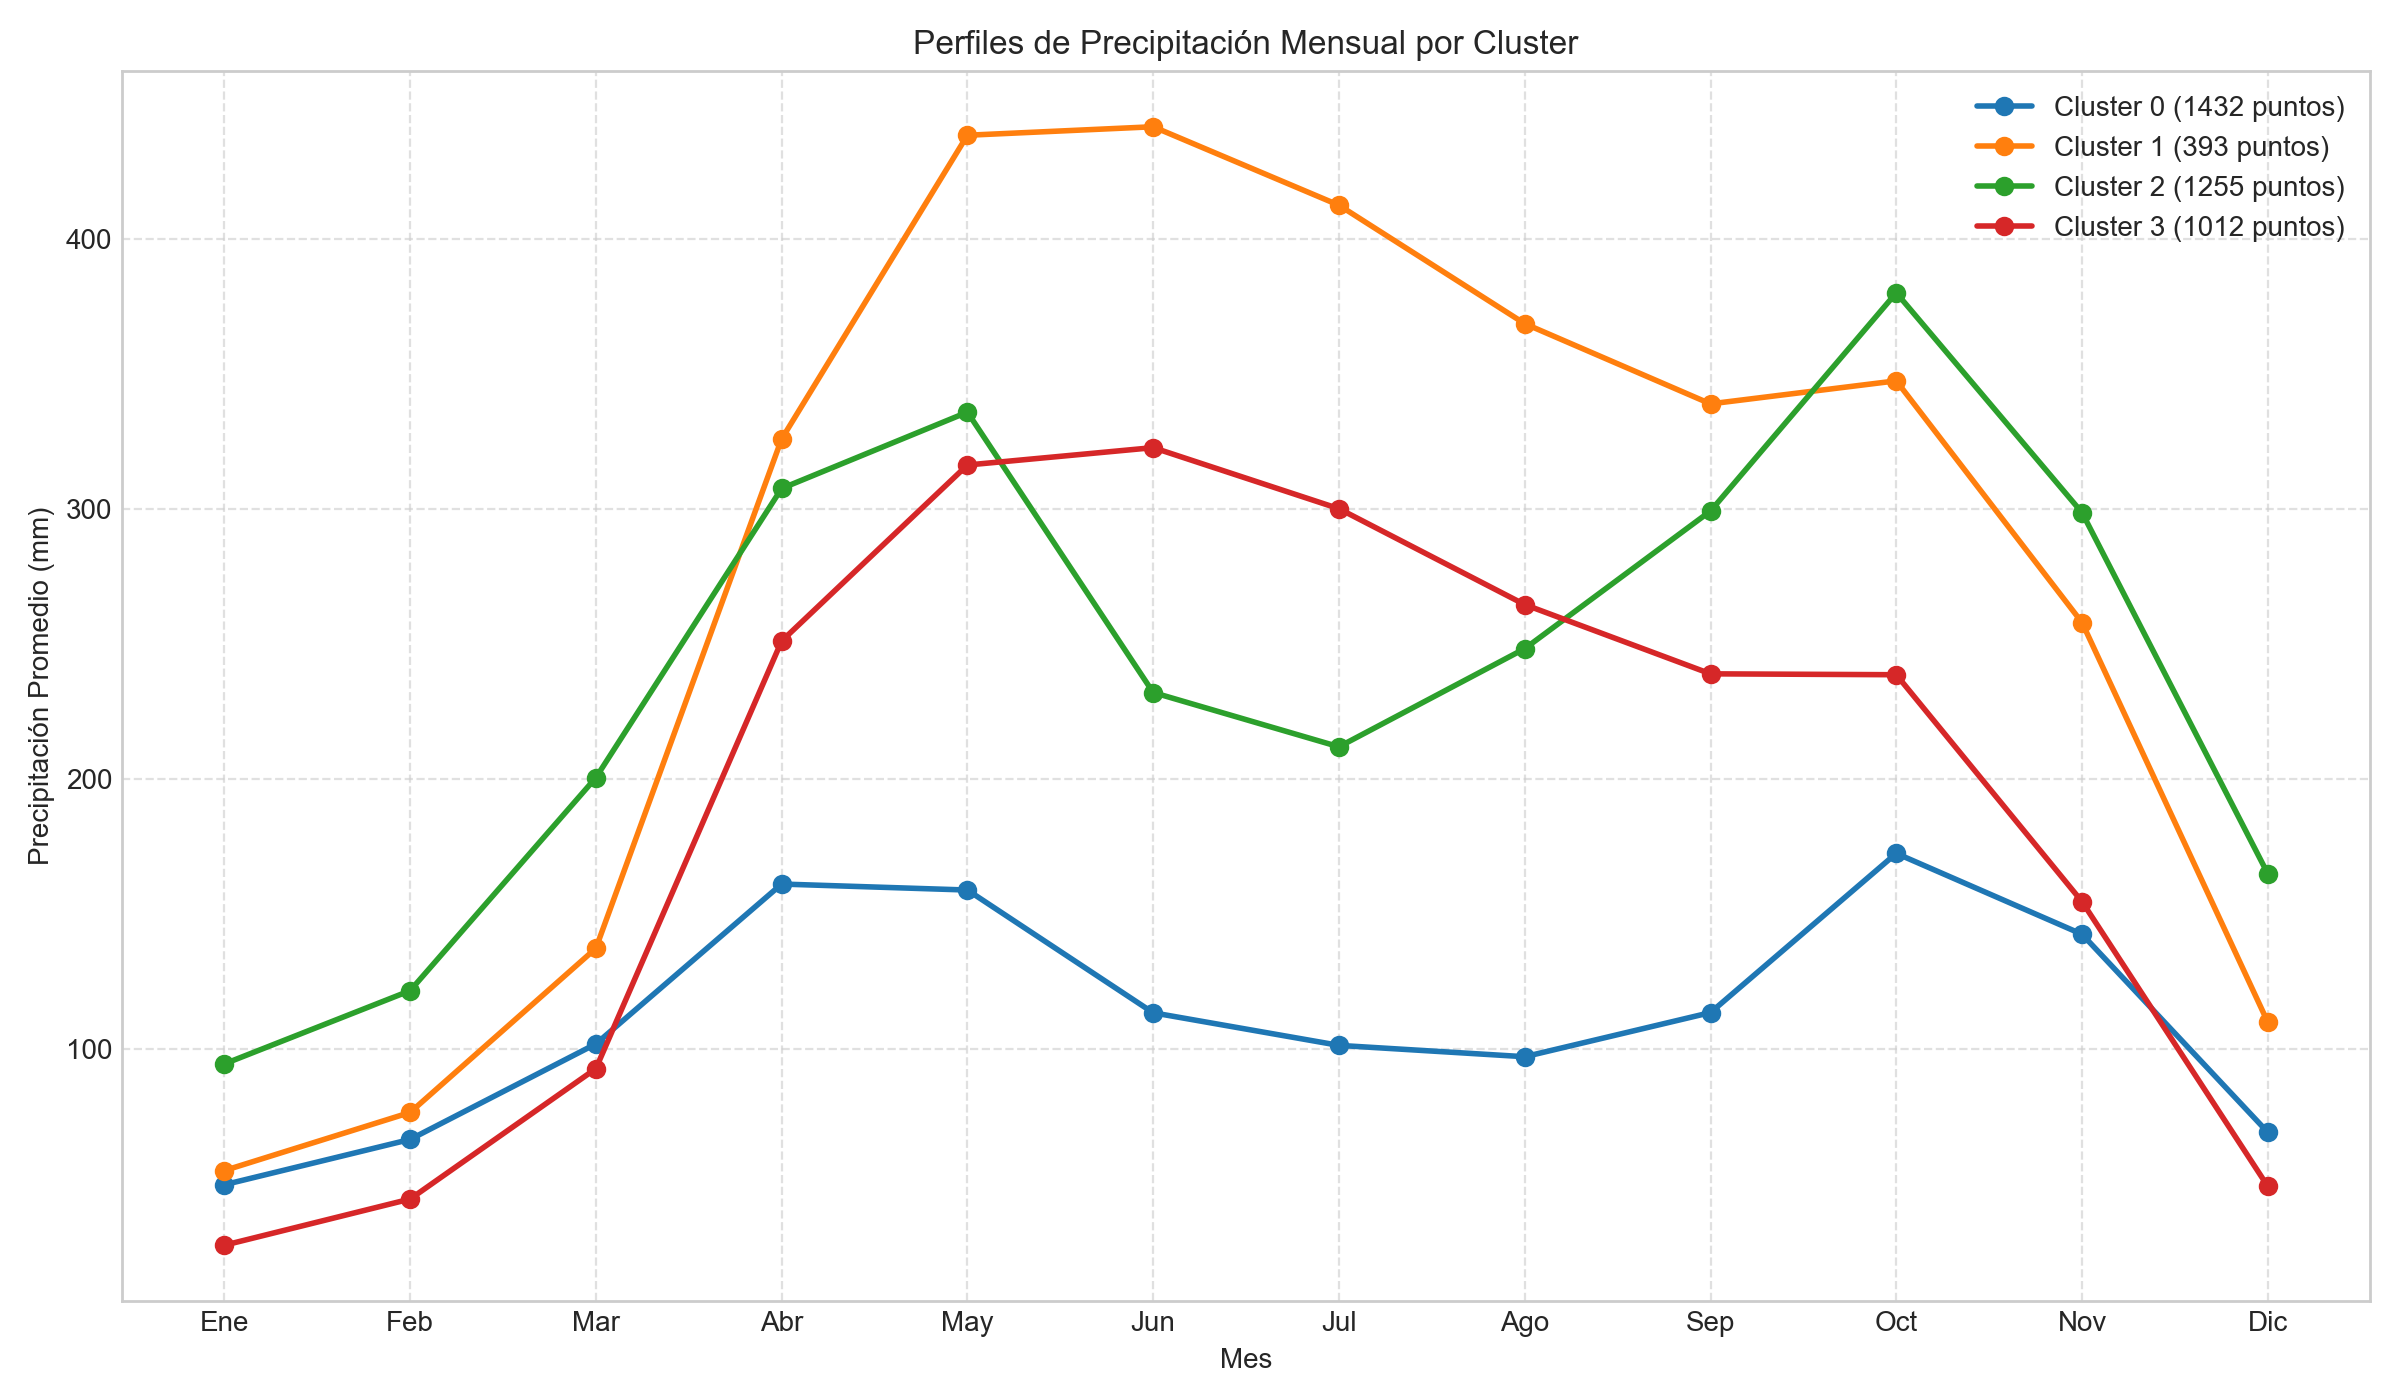 Perfiles de Precipitación Mensual por Cluster
Cluster 0 (1432 puntos)
Cluster 1 (393 puntos)
Cluster 2 (1255 puntos)
Cluster 3 (1012 puntos)
Precipitación Promedio (mm)
400
300
200
100
Ene Feb Mar Abr May Jun Jul Ago Sep Oct Nov Dic
Mes